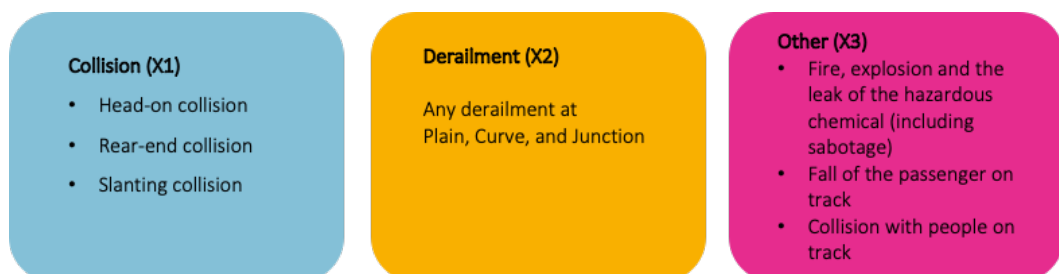 Collision (X1)
• Head-on collision
• Rear-end collision
• Slanting collision
Derailment (X2)
Any derailment at
Plain, Curve, and Junction
Other (X3)
• Fire, explosion and the
leak of the hazardous
chemical (including
sabotage)
• Fall of the passenger on
track
• Collision with people on
track